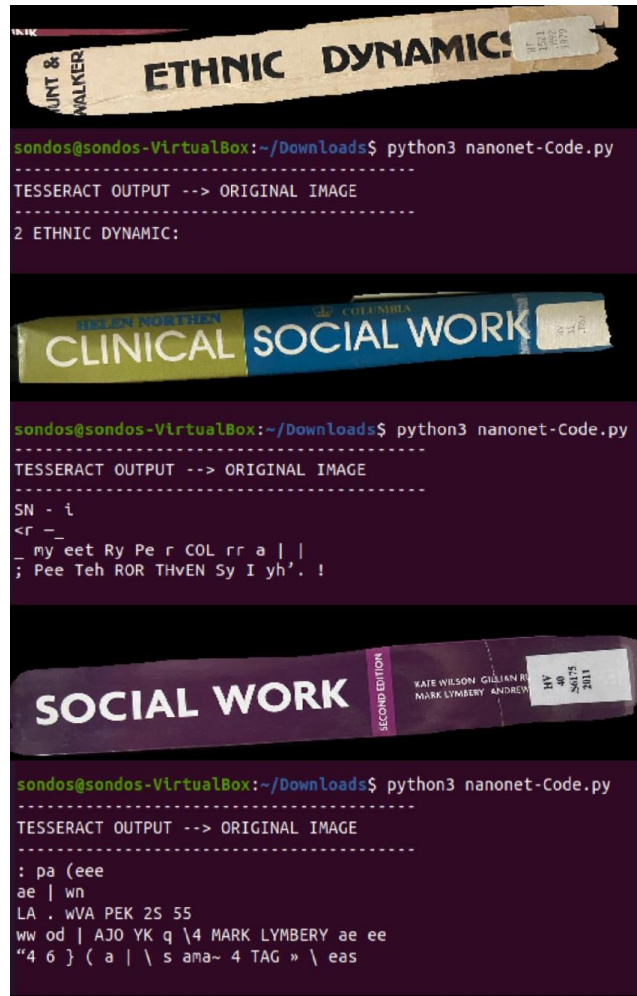 HUNT &
WALKER
ETHNIC DYNAMICS
HT
1521
.H92
1979
sondos@sondos-VirtualBox:~/Downloads$ python3 nanonet-Code.py
-----------------------------------------
TESSERACT OUTPUT --> ORIGINAL IMAGE
-----------------------------------------
2 ETHNIC DYNAMIC:
HELEN NORTHEN
COLUMBIA
CLINICAL SOCIAL WORK
sondos@sondos-VirtualBox:~/Downloads$ python3 nanonet-Code.py
-----------------------------------------
TESSERACT OUTPUT --> ORIGINAL IMAGE
-----------------------------------------
SN - i
<r —_
_ my eet Ry Pe r COL rr a | |
; Pee Teh ROR THvEN Sy I yh’. !
SOCIAL WORK
SECOND EDITION
KATE WILSON GILLIAN
MARK LYMBERY ANDREW
HV
40
.S6175
2011
sondos@sondos-VirtualBox:~/Downloads$ python3 nanonet-Code.py
-----------------------------------------
TESSERACT OUTPUT --> ORIGINAL IMAGE
-----------------------------------------
: pa (eee
ae | wn
LA . wVA PEK 2S 55
ww od | AJO YK q \4 MARK LYMBERY ae ee
“4 6 } ( a | \ s ama~ 4 TAG » \ eas